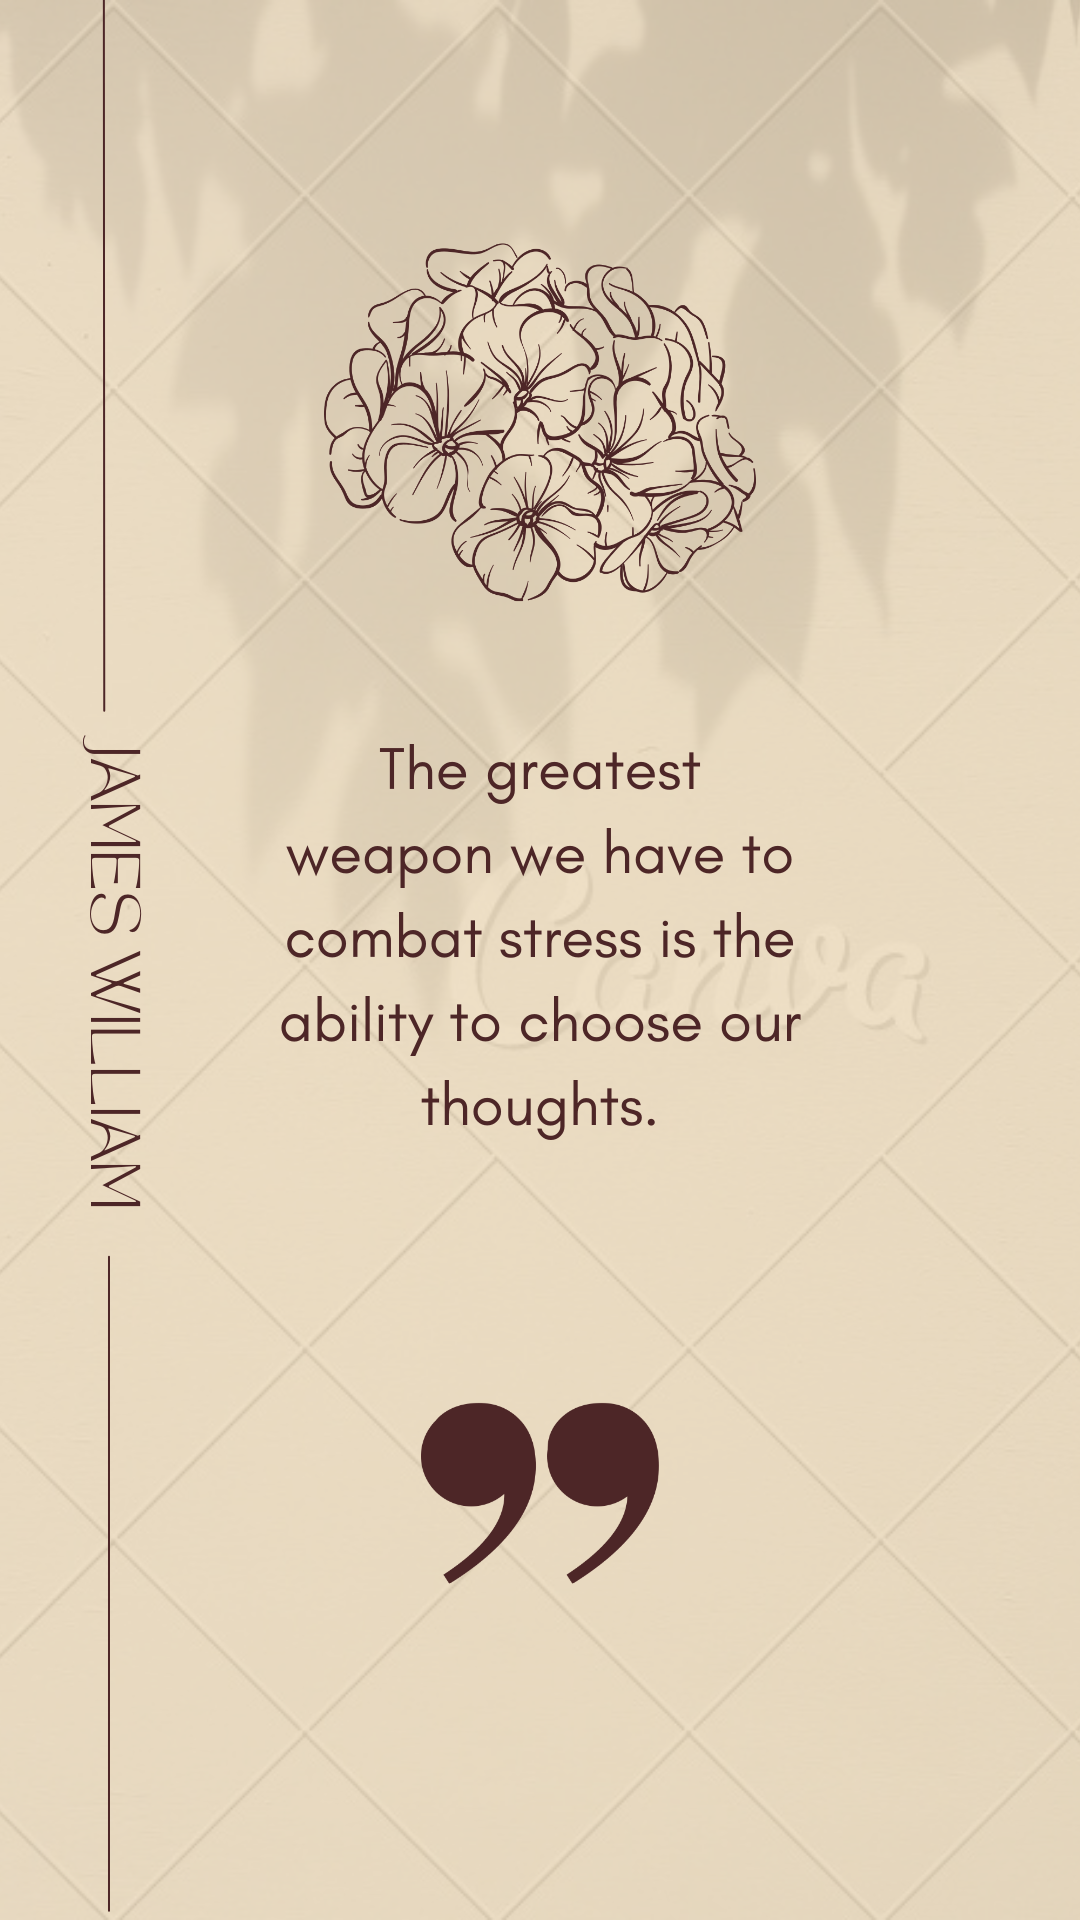 The greatest
weapon we have to
combat stress is the
ability to choose our
thoughts.
JAMES WILLIAM
”
Canva